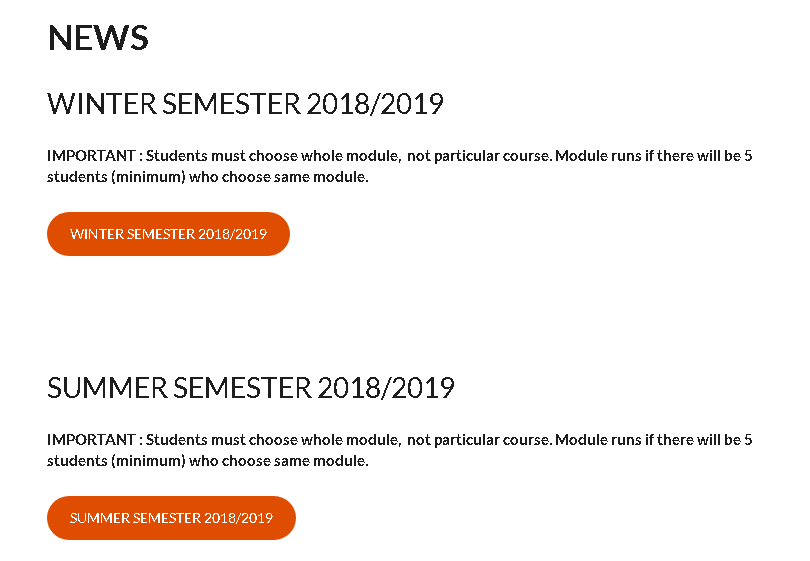 NEWS
WINTER SEMESTER 2018/2019
IMPORTANT : Students must choose whole module,  not particular course. Module runs if there will be 5
students (minimum) who choose same module.
WINTER SEMESTER 2018/2019
SUMMER SEMESTER 2018/2019
IMPORTANT : Students must choose whole module,  not particular course. Module runs if there will be 5
students (minimum) who choose same module.
SUMMER SEMESTER 2018/2019